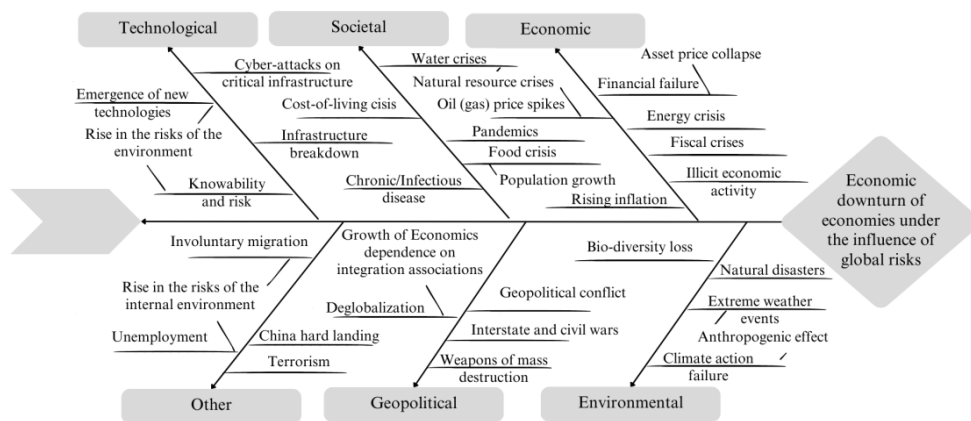 Technological
Societal
Economic
Cyber-attacks on
critical infrastructure
Emergence of new
technologies
Rise in the risks of the
environment
Infrastructure
breakdown
Knowability
and risk
Water crises
Cost-of-living cisis
Natural resource crises
Oil (gas) price spikes
Pandemics
Food crisis
Population growth
Chronic/Infectious
disease
Rising inflation
Asset price collapse
Financial failure
Energy crisis
Fiscal crises
Illicit economic
activity
Economic
downturn of
economies under
the influence of
global risks
Involuntary migration
Rise in the risks of the
internal environment
Unemployment
China hard landing
Terrorism
Growth of Economics
dependence on
integration associations
Deglobalization
Geopolitical conflict
Interstate and civil wars
Weapons of mass
destruction
Bio-diversity loss
Natural disasters
Extreme weather
events
Anthropogenic effect
Climate action
failure
Other
Geopolitical
Environmental